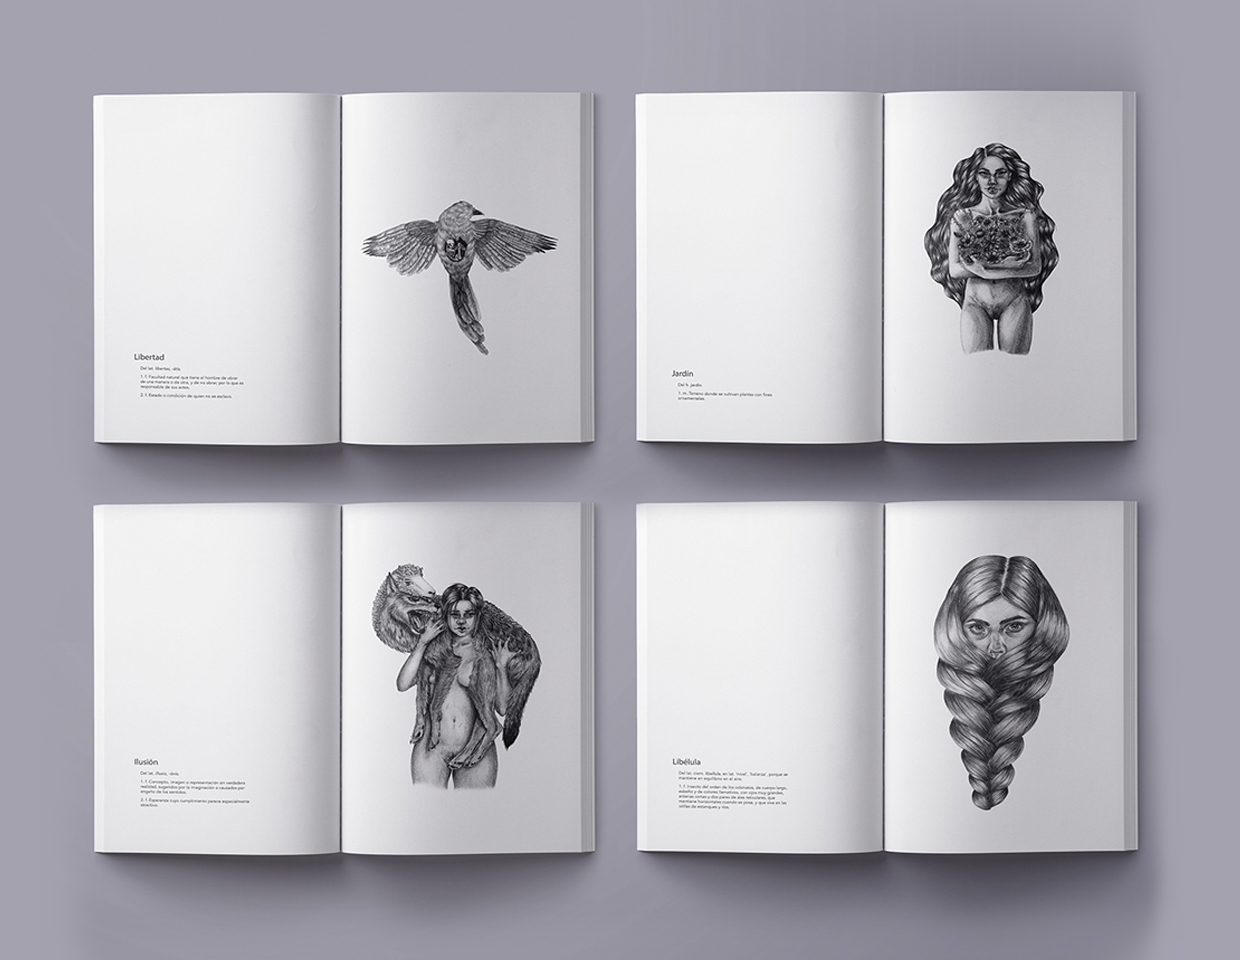 Libertad
Del lat. libertas, -ātis.
1. f. Facultad natural que tiene el hombre de obrar
de una manera o de otra, y de no obrar, por lo que es
responsable de sus actos.
2. f. Estado o condición de quien no es esclavo.
Jardín
Del fr. jardin.
1. m. Terreno donde se cultivan plantas con fines
ornamentales.
Ilusión
Del lat. illusio, -ōnis.
1. f. Concepto, imagen o representación sin verdadera
realidad, sugeridos por la imaginación o causados por
engaño de los sentidos.
2. f. Esperanza cuyo cumplimiento parece especialmente
atractivo.
Libélula
Del lat. cient. libellula, en lat. 'nivel', 'balanza', porque se
mantiene en equilibrio en el aire.
1. f. Insecto del orden de los odonatos, de cuerpo largo,
esbelto y de colores llamativos, con ojos muy grandes,
antenas cortas y dos pares de alas reticulares, que
mantiene horizontales cuando se posa, y que vive en las
orillas de estanques y ríos.